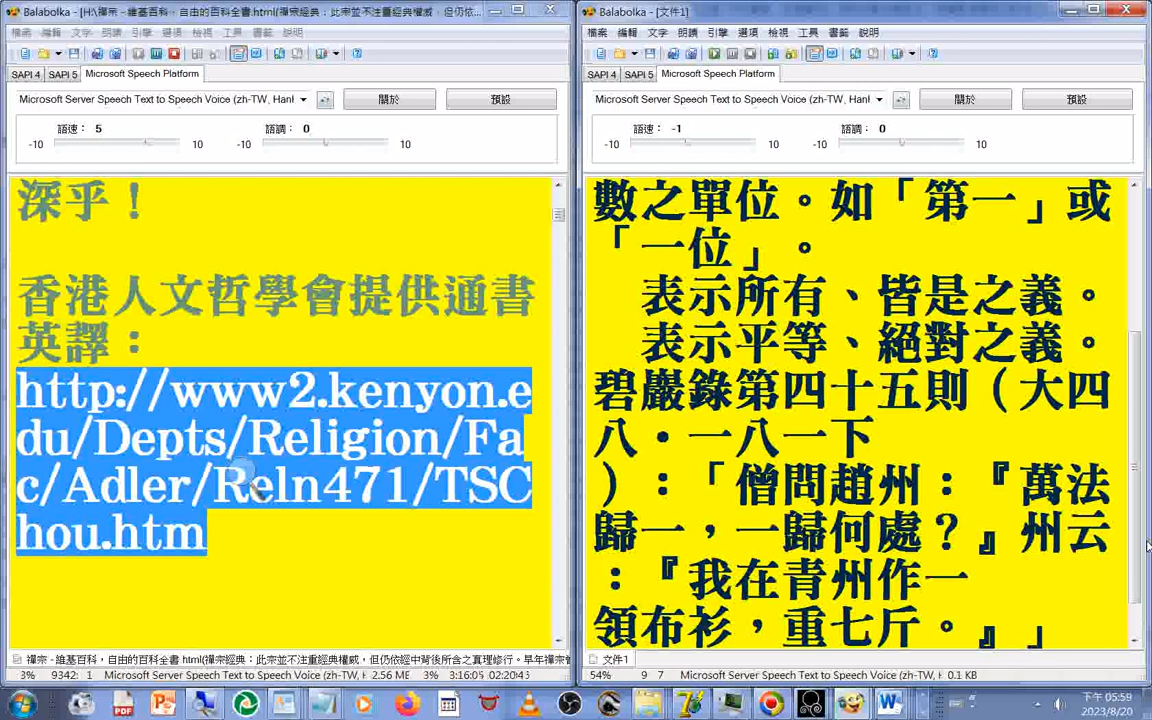 Balabolka - [H:\禪宗 - 維基百科，自由的百科全書.html(禪宗經典：此宗並不注重經典權威，但仍依...
檔案 編輯 文字 朗讀 引擎 選項 檢視 工具 書籤 說明
SAPI 4 SAPI 5 Microsoft Speech Platform
Microsoft Server Speech Text to Speech Voice (zh-TW, Hanl
關於 預設
語速： 5 語調： 0
-10 10 -10 10
深乎！
香港人文哲學會提供通書
英譯：
http://www2.kenyon.e
du/Depts/Religion/Fa
c/Adler/Reln471/TSC
hou.htm
禪宗 - 維基百科，自由的百科全書.html(禪宗經典：此宗並不注重經典權威，但仍依經中背後所含之真理修行。早年禪宗
3% 9342: 1 Microsoft Server Speech Text to Speech Voice (zh-TW, H 2.56 ME 3% 3:16:05 02:20:43
Balabolka - [文件1]
檔案 編輯 文字 朗讀 引擎 選項 檢視 工具 書籤 說明
SAPI 4 SAPI 5 Microsoft Speech Platform
Microsoft Server Speech Text to Speech Voice (zh-TW, Hanl
關於 預設
語速： -1 語調： 0
-10 10 -10 10
數之單位。如「第一」或
「一位」。
表示所有、皆是之義。
表示平等、絕對之義。
碧巖錄第四十五則（大四
八・一八一下
）：「僧問趙州：『萬法
歸一，一歸何處？』州云
：『我在青州作一
領布衫，重七斤。』」
文件1
54% 9 7 Microsoft Server Speech Text to Speech Voice (zh-TW, H 0.1 KB
PDF
下午 05:59
2023/8/20